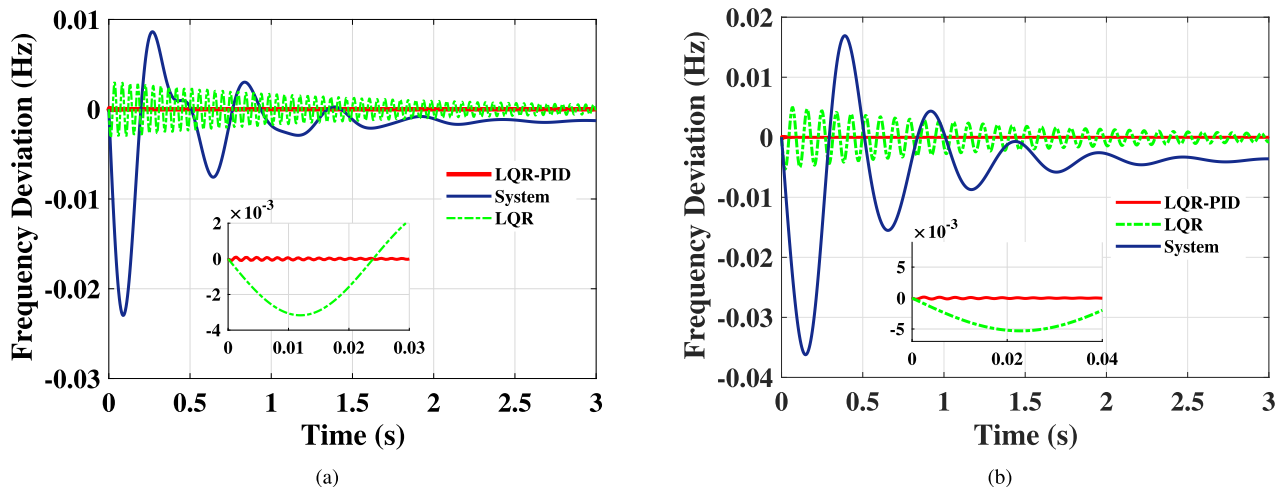 0.01
0
-0.01
-0.02
-0.03
Frequency Deviation (Hz)
LQR-PID
System
LQR
×10⁻³
2
0
-2
-4
0 0.01 0.02 0.03
0 0.5 1 1.5 2 2.5 3
Time (s)
(a)
0.02
0.01
0
-0.01
-0.02
-0.03
-0.04
Frequency Deviation (Hz)
LQR-PID
LQR
System
×10⁻³
5
0
-5
0 0.02 0.04
0 0.5 1 1.5 2 2.5 3
Time (s)
(b)